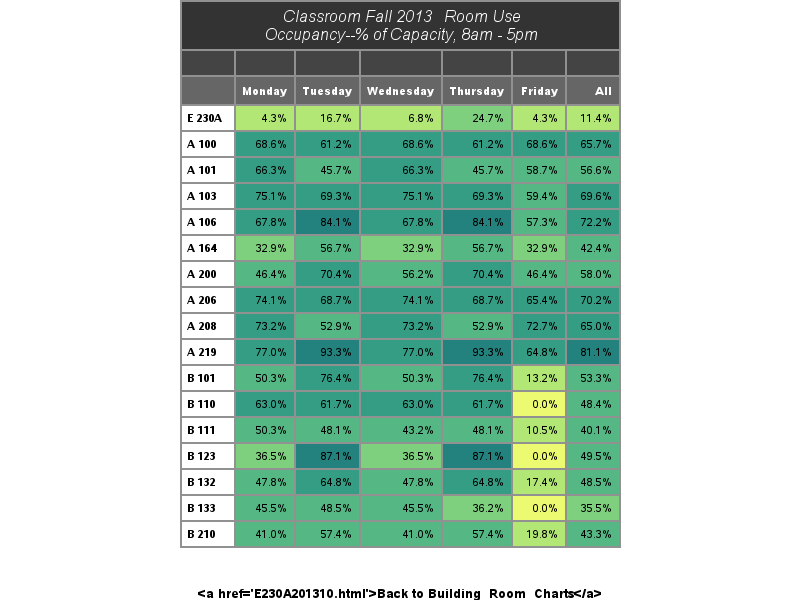 Classroom Fall 2013 Room Use
Occupancy--% of Capacity, 8am - 5pm
Monday Tuesday Wednesday Thursday Friday All
E 230A 4.3% 16.7% 6.8% 24.7% 4.3% 11.4%
A 100 68.6% 61.2% 68.6% 61.2% 68.6% 65.7%
A 101 66.3% 45.7% 66.3% 45.7% 58.7% 56.6%
A 103 75.1% 69.3% 75.1% 69.3% 59.4% 69.6%
A 106 67.8% 84.1% 67.8% 84.1% 57.3% 72.2%
A 164 32.9% 56.7% 32.9% 56.7% 32.9% 42.4%
A 200 46.4% 70.4% 56.2% 70.4% 46.4% 58.0%
A 206 74.1% 68.7% 74.1% 68.7% 65.4% 70.2%
A 208 73.2% 52.9% 73.2% 52.9% 72.7% 65.0%
A 219 77.0% 93.3% 77.0% 93.3% 64.8% 81.1%
B 101 50.3% 76.4% 50.3% 76.4% 13.2% 53.3%
B 110 63.0% 61.7% 63.0% 61.7% 0.0% 48.4%
B 111 50.3% 48.1% 43.2% 48.1% 10.5% 40.1%
B 123 36.5% 87.1% 36.5% 87.1% 0.0% 49.5%
B 132 47.8% 64.8% 47.8% 64.8% 17.4% 48.5%
B 133 45.5% 48.5% 45.5% 36.2% 0.0% 35.5%
B 210 41.0% 57.4% 41.0% 57.4% 19.8% 43.3%
<a href='E230A201310.html'>Back to Building Room Charts</a>